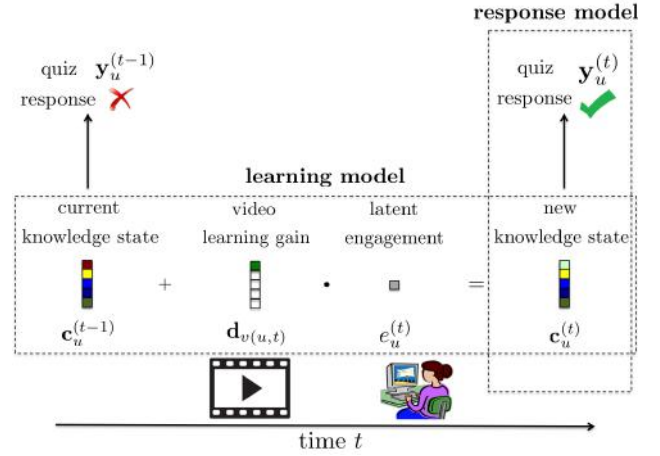 response model
quiz y_u^{(t-1)}
response
quiz y_u^{(t)}
response
learning model
current
knowledge state
video
learning gain
latent
engagement
new
knowledge state
+ · =
c_u^{(t-1)}
d_{v(u,t)}
e_u^{(t)}
c_u^{(t)}
time t